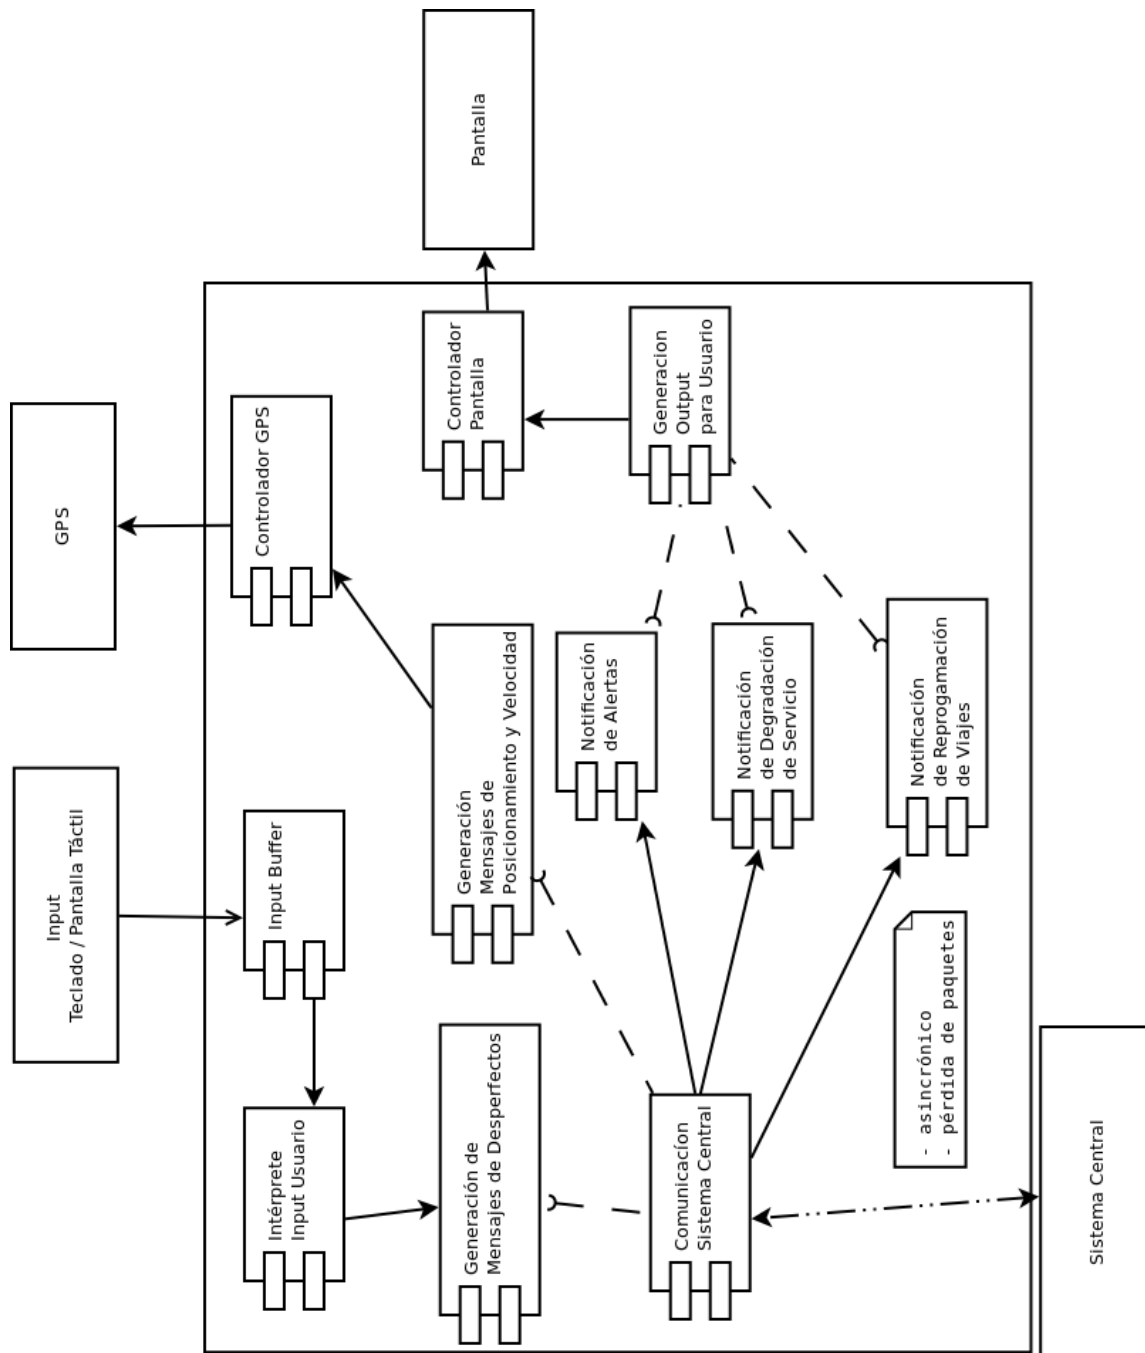 Input
Teclado / Pantalla Táctil
GPS
Pantalla
Intérprete
Input Usuario
Input Buffer
Controlador GPS
Controlador
Pantalla
Generación de
Mensajes de Desperfectos
Generación
Mensajes de
Posicionamiento y Velocidad
Notificación
de Alertas
Generacion
Output
para Usuario
Comunicacíon
Sistema Central
Notificación
de Degradación
de Servicio
Notificación
de Reprogamación
de Viajes
- asincrónico
- pérdida de paquetes
Sistema Central